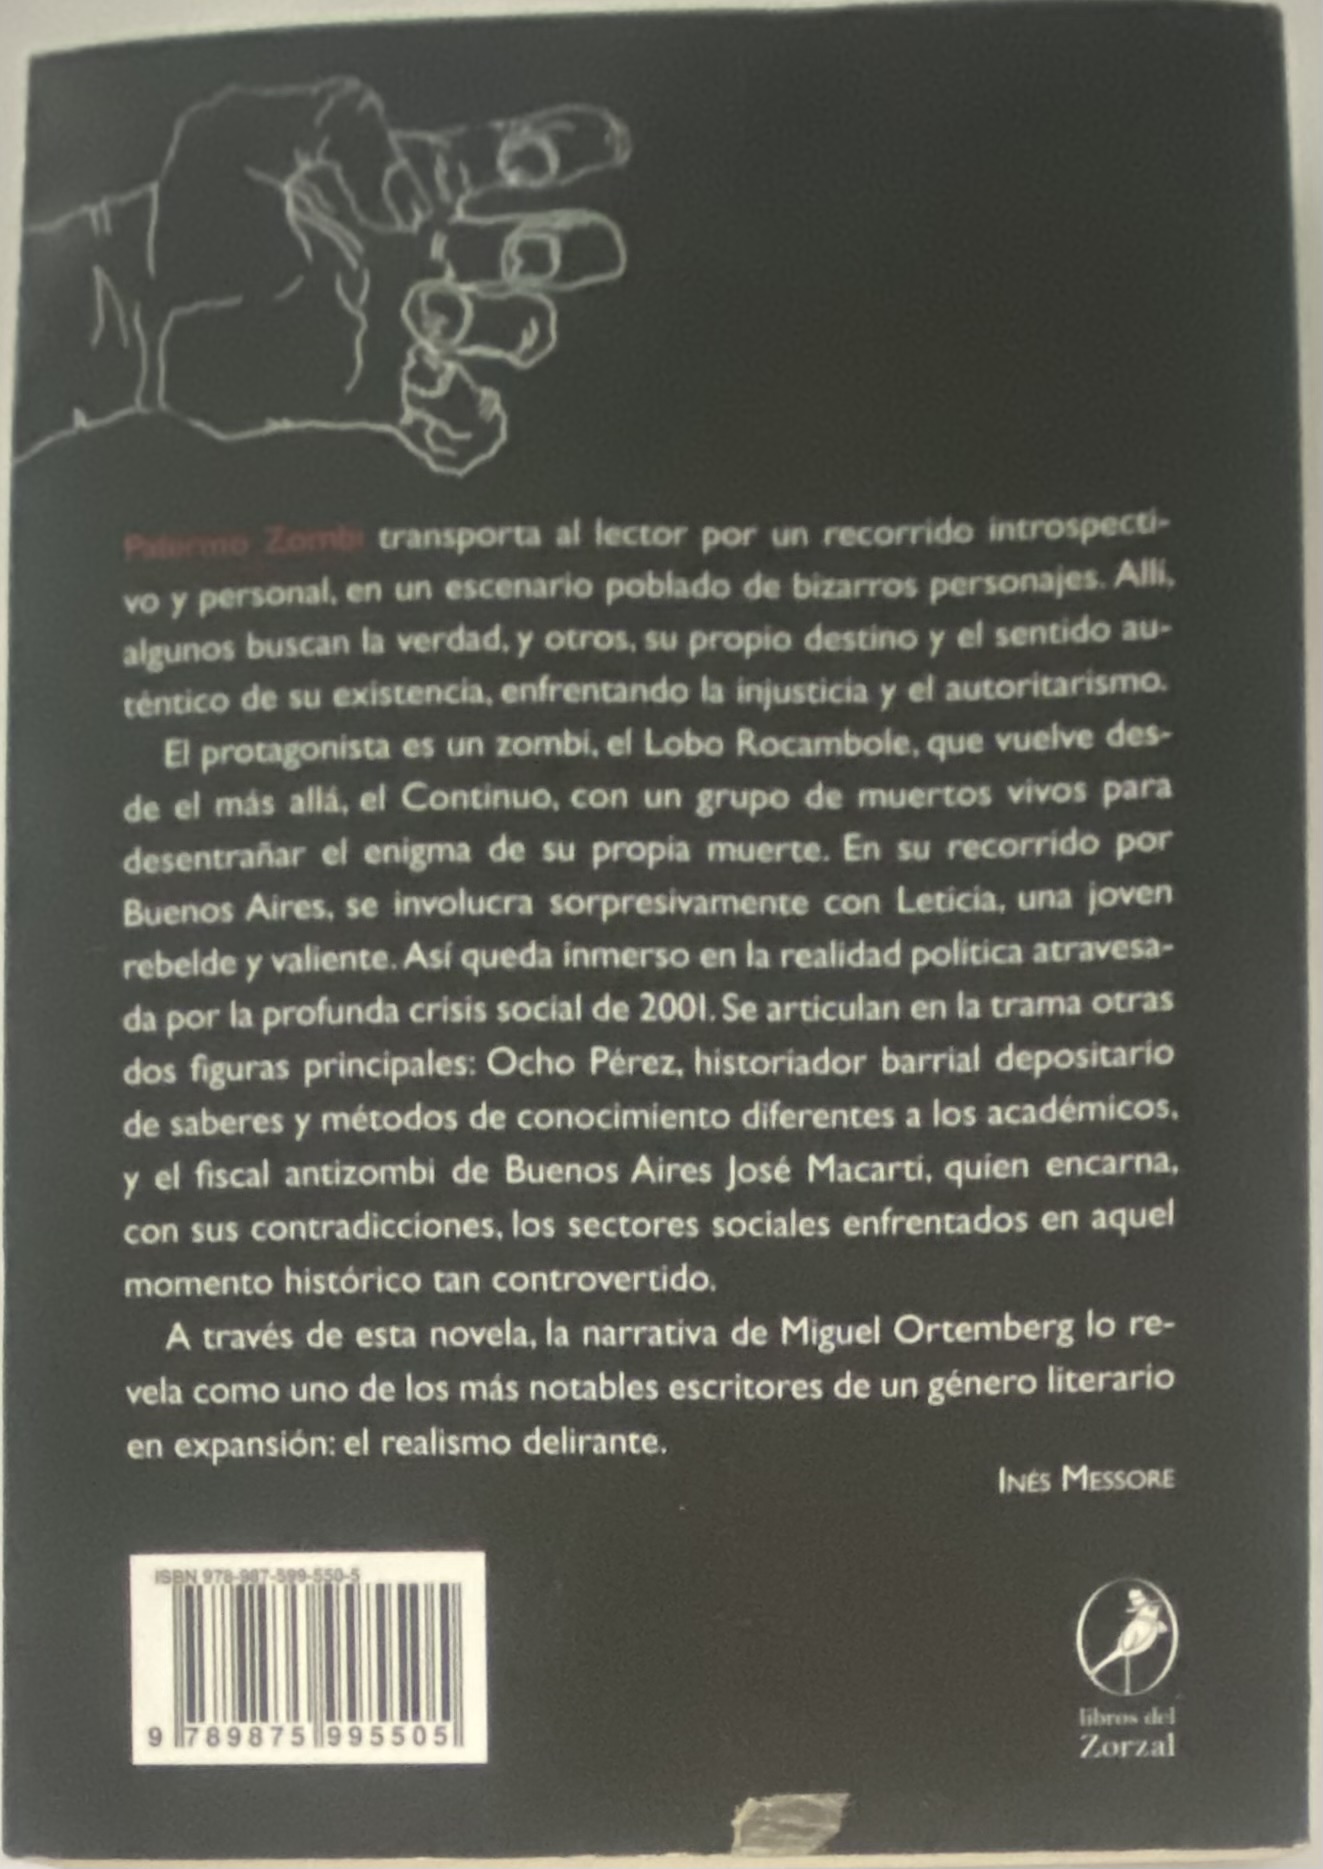 Palermo Zombi transporta al lector por un recorrido introspecti-
vo y personal, en un escenario poblado de bizarros personajes. Allí,
algunos buscan la verdad, y otros, su propio destino y el sentido au-
téntico de su existencia, enfrentando la injusticia y el autoritarismo.
El protagonista es un zombi, el Lobo Rocambole, que vuelve des-
de el más allá, el Continuo, con un grupo de muertos vivos para
desentrañar el enigma de su propia muerte. En su recorrido por
Buenos Aires, se involucra sorpresivamente con Leticia, una joven
rebelde y valiente. Así queda inmerso en la realidad política atravesa-
da por la profunda crisis social de 2001. Se articulan en la trama otras
dos figuras principales: Ocho Pérez, historiador barrial depositario
de saberes y métodos de conocimiento diferentes a los académicos,
y el fiscal antizombi de Buenos Aires José Macarti, quien encarna,
con sus contradicciones, los sectores sociales enfrentados en aquel
momento histórico tan controvertido.
A través de esta novela, la narrativa de Miguel Ortemberg lo re-
vela como uno de los más notables escritores de un género literario
en expansión: el realismo delirante.
INÉS MESSORE
ISBN 978-987-599-550-5
9 789875 995505
libros del
Zorzal